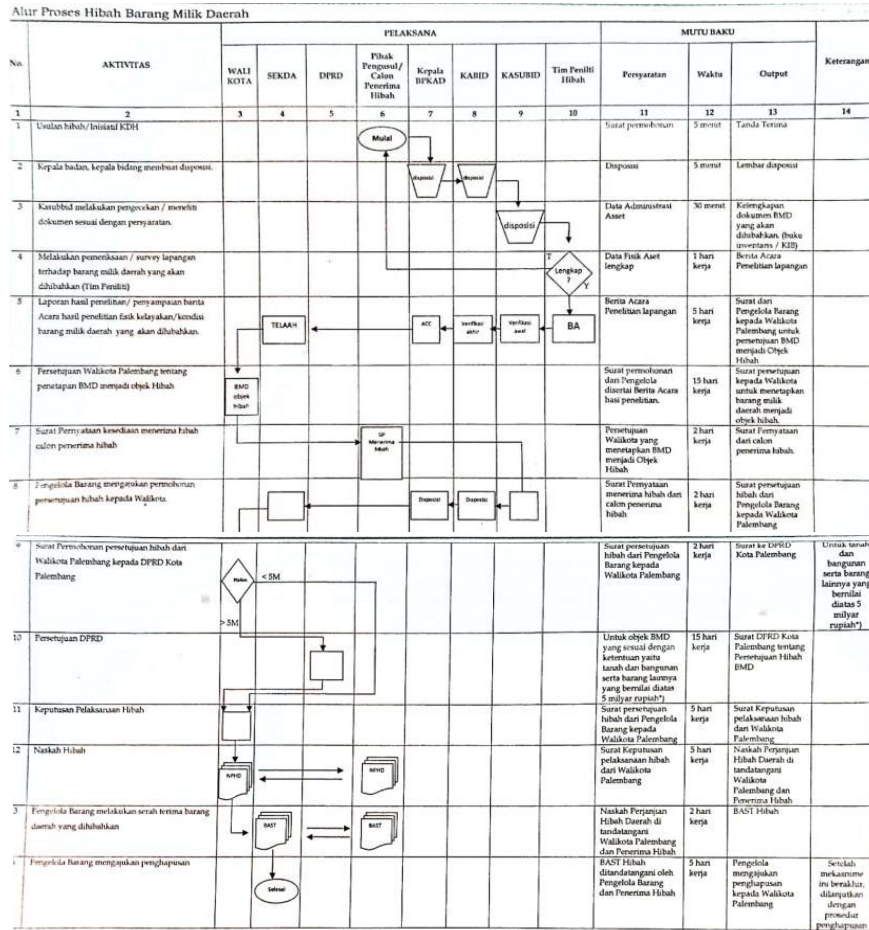 Alur Proses Hibah Barang Milik Daerah
No.
AKTIVITAS
PELAKSANA
MUTU BAKU
Keterangan
WALI
KOTA
SEKDA
DPRD
Pihak
Pengusul/
Calon
Penerima
Hibah
Kepala
BPKAD
KABID
KASUBID
Tim Peniliti
Hibah
Persyaratan
Waktu
Output
1 2 3 4 5 6 7 8 9 10 11 12 13 14
1
Usulan hibah/Inisiatif KDH
Mulai
Surat permohonan
5 menit
Tanda Terima
2
Kepala badan, kepala bidang membuat disposisi.
disposisi
disposisi
Disposisi
5 menit
Lembar disposisi
3
Kasubbid melakukan pengecekan / meneliti
dokumen sesuai dengan persyaratan.
disposisi
Data Administrasi
Asset
30 menit
Kelengkapan
dokumen BMD
yang akan
dihibahkan. (buku
inventaris / KIB)
4
Melakukan pemeriksaan / survey lapangan
terhadap barang milik daerah yang akan
dihibahkan (Tim Peniliti)
T
Lengkap
?
Y
Data Fisik Aset
lengkap
1 hari
kerja
Berita Acara
Penelitian lapangan
5
Laporan hasil penelitian/ penyampaian barita
Acara hasil penelitian fisik kelayakan/kondisi
barang milik daerah yang akan dihubahkan.
TELAAH
ACC
Verifikasi
akhir
Verifikasi
awal
BA
Berita Acara
Penelitian lapangan
5 hari
kerja
Surat dari
Pengelola Barang
kepada Walikota
Palembang untuk
persetujuan BMD
menjadi Objek
Hibah
6
Persetujuan Walikota Palembang tentang
penetapan BMD menjadi objek Hibah
BMD
objek
hibah
Surat permohonan
dari Pengelola
disertai Berita Acara
hasi penelitian.
15 hari
kerja
Surat persetujuan
kepada Walikota
untuk menetapkan
barang milik
daerah menjadi
objek hibah.
7
Surat Pernyataan kesediaan menerima hibah
calon penerima hibah
SP
Menerima
hibah
Persetujuan
Walikota yang
menetapkan BMD
menjadi Objek
Hibah
2 hari
kerja
Surat Pernyataan
dari calon
penerima hibah.
8
Pengelola Barang mengajukan permohonan
persetujuan hibah kepada Walikota.
Disposisi
Disposisi
Surat Pernyataan
menerima hibah dari
calon penerima
hibah
2 hari
kerja
Surat persetujuan
hibah dari
Pengelola Barang
kepada Walikota
Palembang
9
Surat Permohonan persetujuan hibah dari
Walikota Palembang kepada DPRD Kota
Palembang
< 5M
> 5M
Surat persetujuan
hibah dari Pengelola
Barang kepada
Walikota Palembang
2 hari
kerja
Surat ke DPRD
Kota Palembang
Untuk tanah
dan
bangunan
serta barang
lainnya yang
bernilai
diatas 5
milyar
rupiah*)
10
Persetujuan DPRD
Untuk objek BMD
yang sesuai dengan
ketentuan yaitu
tanah dan bangunan
serta barang lainnya
yang bernilai diatas
5 milyar rupiah*)
15 hari
kerja
Surat DPRD Kota
Palembang tentang
Persetujuan Hibah
BMD
11
Keputusan Pelaksanaan Hibah
Surat persetujuan
hibah dari Pengelola
Barang kepada
Walikota Palembang
5 hari
kerja
Surat Keputusan
pelaksanaan hibah
dari Walikota
Palembang
12
Naskah Hibah
NPHD
NPHD
Surat Keputusan
pelaksanaan hibah
dari Walikota
Palembang
5 hari
kerja
Naskah Perjanjian
Hibah Daerah di
tandatangani
Walikota
Palembang dan
Penerima Hibah
3
Pengelola Barang melakukan serah terima barang
daerah yang dihibahkan
BAST
BAST
Naskah Perjanjian
Hibah Daerah di
tandatangani
Walikota Palembang
dan Penerima Hibah
2 hari
kerja
BAST Hibah
Pengelola Barang mengajukan penghapusan
Selesai
BAST Hibah
ditandatangani oleh
Pengelola Barang
dan Penerima Hibah
5 hari
kerja
Pengelola
mengajukan
penghapusan
kepada Walikota
Palembang
Setelah
mekanisme
ini berakhir,
dilanjutkan
dengan
prosedur
penghapusan